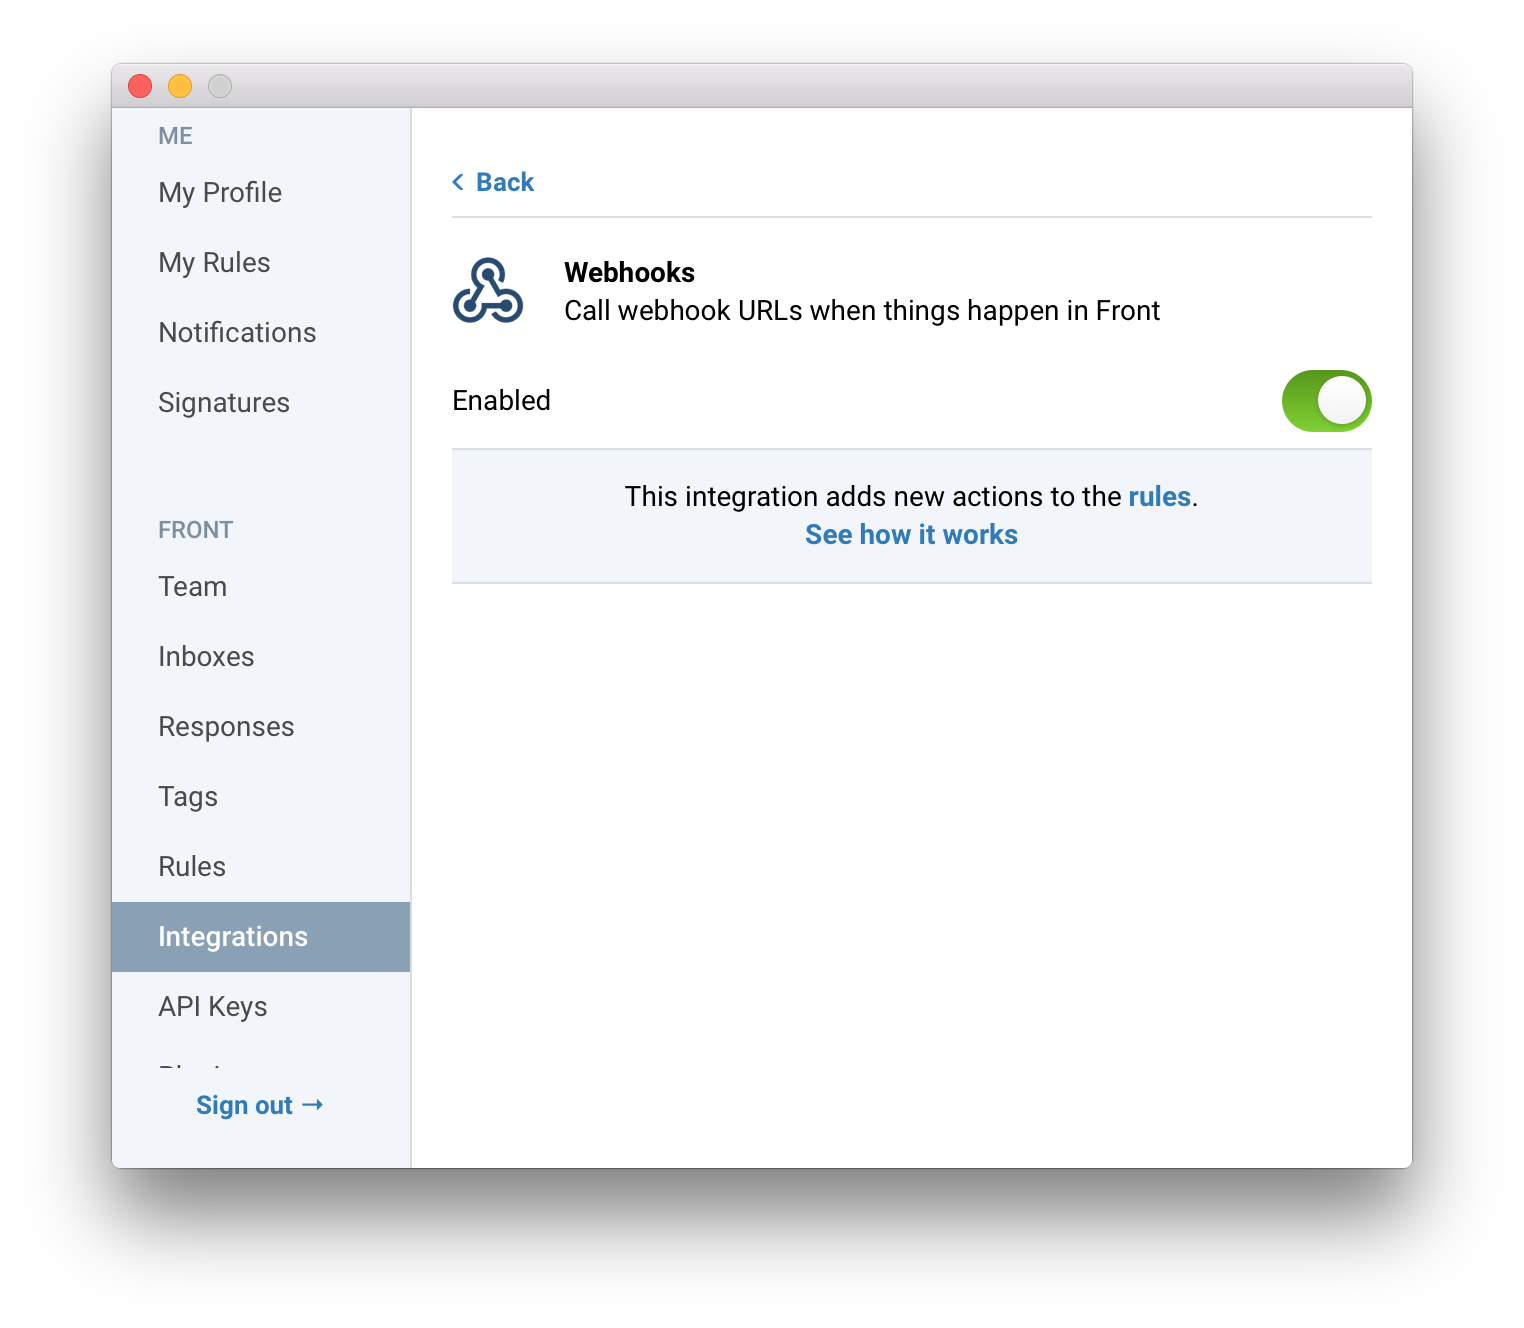 ME
My Profile
My Rules
Notifications
Signatures
FRONT
Team
Inboxes
Responses
Tags
Rules
Integrations
API Keys
Sign out →
< Back
Webhooks
Call webhook URLs when things happen in Front
Enabled
This integration adds new actions to the rules.
See how it works